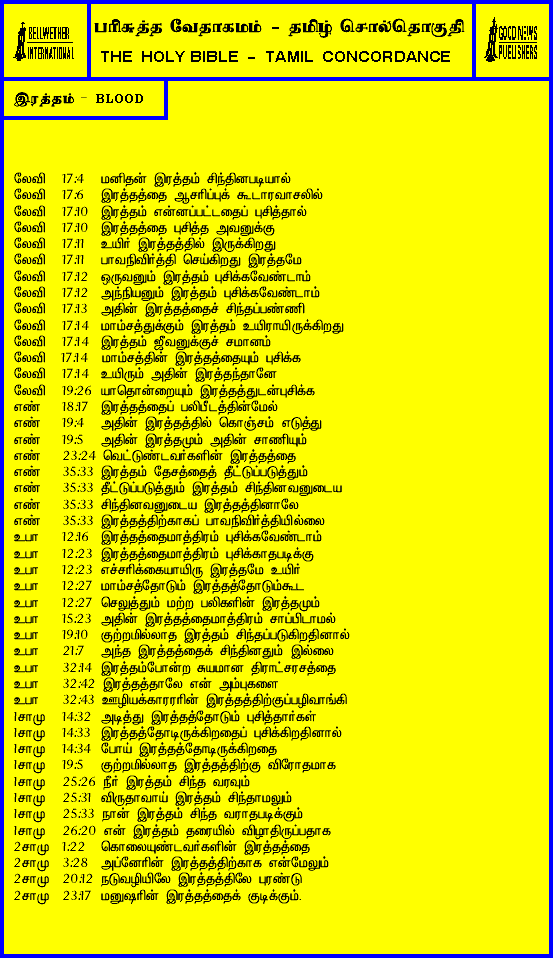 BELLWETHER
INTERNATIONAL
பரிசுத்த வேதாகமம் - தமிழ் சொல்தொகுதி
THE HOLY BIBLE - TAMIL CONCORDANCE
GOOD NEWS
PUBLISHERS
இரத்தம் - BLOOD
லேவி 17:4 மனிதன் இரத்தம் சிந்தினபடியால்
லேவி 17:6 இரத்தத்தை ஆசரிப்புக் கூடாரவாசலில்
லேவி 17:10 இரத்தம் என்னப்பட்டதைப் புசித்தால்
லேவி 17:10 இரத்தத்தை புசித்த அவனுக்கு
லேவி 17:11 உயிர் இரத்தத்தில் இருக்கிறது
லேவி 17:11 பாவநிவிர்த்தி செய்கிறது இரத்தமே
லேவி 17:12 ஒருவனும் இரத்தம் புசிக்கவேண்டாம்
லேவி 17:12 அந்நியனும் இரத்தம் புசிக்கவேண்டாம்
லேவி 17:13 அதின் இரத்தத்தைச் சிந்தப்பண்ணி
லேவி 17:14 மாம்சத்துக்கும் இரத்தம் உயிராயிருக்கிறது
லேவி 17:14 இரத்தம் ஜீவனுக்குச் சமானம்
லேவி 17:14 மாம்சத்தின் இரத்தத்தையும் புசிக்க
லேவி 17:14 உயிரும் அதின் இரத்தந்தானே
லேவி 19:26 யாதொன்றையும் இரத்தத்துடன்புசிக்க
எண் 18:17 இரத்தத்தைப் பலிபீடத்தின்மேல்
எண் 19:4 அதின் இரத்தத்தில் கொஞ்சம் எடுத்து
எண் 19:5 அதின் இரத்தமும் அதின் சாணியும்
எண் 23:24 வெட்டுண்டவர்களின் இரத்தத்தை
எண் 35:33 இரத்தம் தேசத்தைத் தீட்டுப்படுத்தும்
எண் 35:33 தீட்டுப்படுத்தும் இரத்தம் சிந்தினவனுடைய
எண் 35:33 சிந்தினவனுடைய இரத்தத்தினாலே
எண் 35:33 இரத்தத்திற்காகப் பாவநிவிர்த்தியில்லை
உபா 12:16 இரத்தத்தைமாத்திரம் புசிக்கவேண்டாம்
உபா 12:23 இரத்தத்தைமாத்திரம் புசிக்காதபடிக்கு
உபா 12:23 எச்சரிக்கையாயிரு இரத்தமே உயிர்
உபா 12:27 மாம்சத்தோடும் இரத்தத்தோடும்கூட
உபா 12:27 செலுத்தும் மற்ற பலிகளின் இரத்தமும்
உபா 15:23 அதின் இரத்தத்தைமாத்திரம் சாப்பிடாமல்
உபா 19:10 குற்றமில்லாத இரத்தம் சிந்தப்படுகிறதினால்
உபா 21:7 அந்த இரத்தத்தைக் சிந்தினதும் இல்லை
உபா 32:14 இரத்தம்போன்ற சுயமான திராட்சரசத்தை
உபா 32:42 இரத்தத்தாலே என் அம்புகளை
உபா 32:43 ஊழியக்காரரரின் இரத்தத்திற்குப்பழிவாங்கி
1சாமு 14:32 அடித்து இரத்தத்தோடும் புசித்தார்கள்
1சாமு 14:33 இரத்தத்தோடிருக்கிறதைப் புசிக்கிறதினால்
1சாமு 14:34 போய் இரத்தத்தோடிருக்கிறதை
1சாமு 19:5 குற்றமில்லாத இரத்தத்திற்கு விரோதமாக
1சாமு 25:26 நீர் இரத்தம் சிந்த வரவும்
1சாமு 25:31 விருதாவாய் இரத்தம் சிந்தாமலும்
1சாமு 25:33 நான் இரத்தம் சிந்த வராதபடிக்கும்
1சாமு 26:20 என் இரத்தம் தரையில் விழாதிருப்பதாக
2சாமு 1:22 கொலையுண்டவர்களின் இரத்தத்தை
2சாமு 3:28 அப்னேரின் இரத்தத்திற்காக என்மேலும்
2சாமு 20:12 நடுவழியிலே இரத்தத்திலே புரண்டு
2சாமு 23:17 மனுஷரின் இரத்தத்தைக் குடிக்கும்.